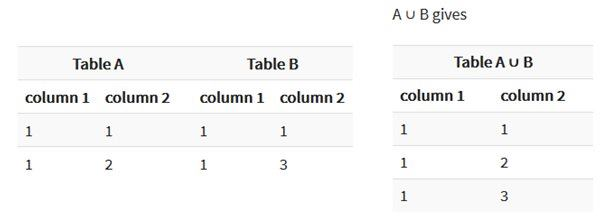 A ∪ B gives
Table A Table B
column 1 column 2 column 1 column 2
1 1 1 1
1 2 1 3
Table A ∪ B
column 1 column 2
1 1
1 2
1 3